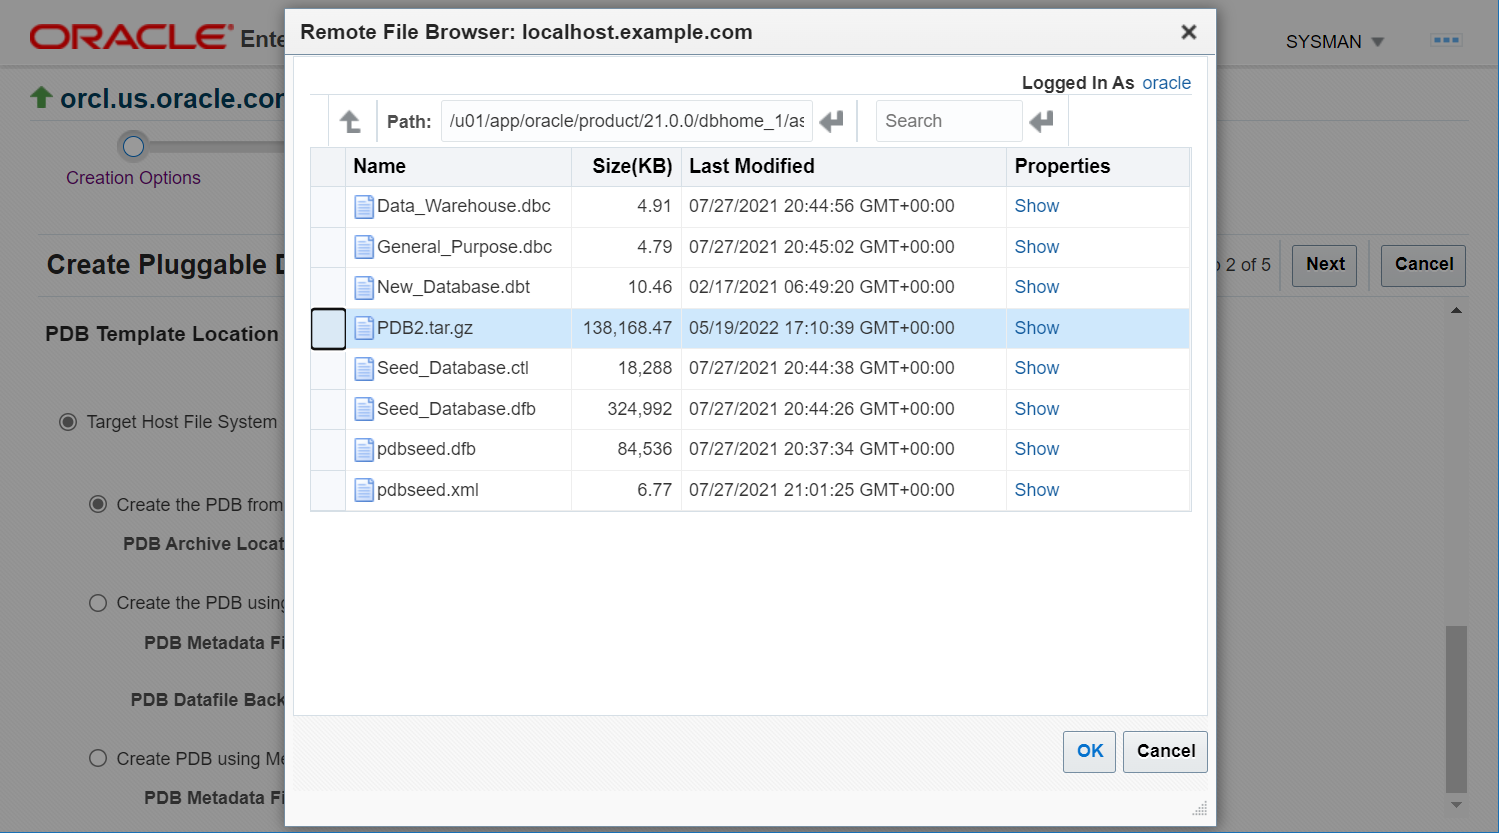 ORACLE® Ente
SYSMAN
orcl.us.oracle.cor
Creation Options
Create Pluggable D
2 of 5
Next
Cancel
PDB Template Location
Target Host File System
Create the PDB from
PDB Archive Locat
Create the PDB using
PDB Metadata Fi
PDB Datafile Back
Create PDB using Me
PDB Metadata Fi
Remote File Browser: localhost.example.com
Logged In As oracle
Path: /u01/app/oracle/product/21.0.0/dbhome_1/as Search
Name Size(KB) Last Modified Properties
Data_Warehouse.dbc 4.91 07/27/2021 20:44:56 GMT+00:00 Show
General_Purpose.dbc 4.79 07/27/2021 20:45:02 GMT+00:00 Show
New_Database.dbt 10.46 02/17/2021 06:49:20 GMT+00:00 Show
PDB2.tar.gz 138,168.47 05/19/2022 17:10:39 GMT+00:00 Show
Seed_Database.ctl 18,288 07/27/2021 20:44:38 GMT+00:00 Show
Seed_Database.dfb 324,992 07/27/2021 20:44:26 GMT+00:00 Show
pdbseed.dfb 84,536 07/27/2021 20:37:34 GMT+00:00 Show
pdbseed.xml 6.77 07/27/2021 21:01:25 GMT+00:00 Show
OK Cancel